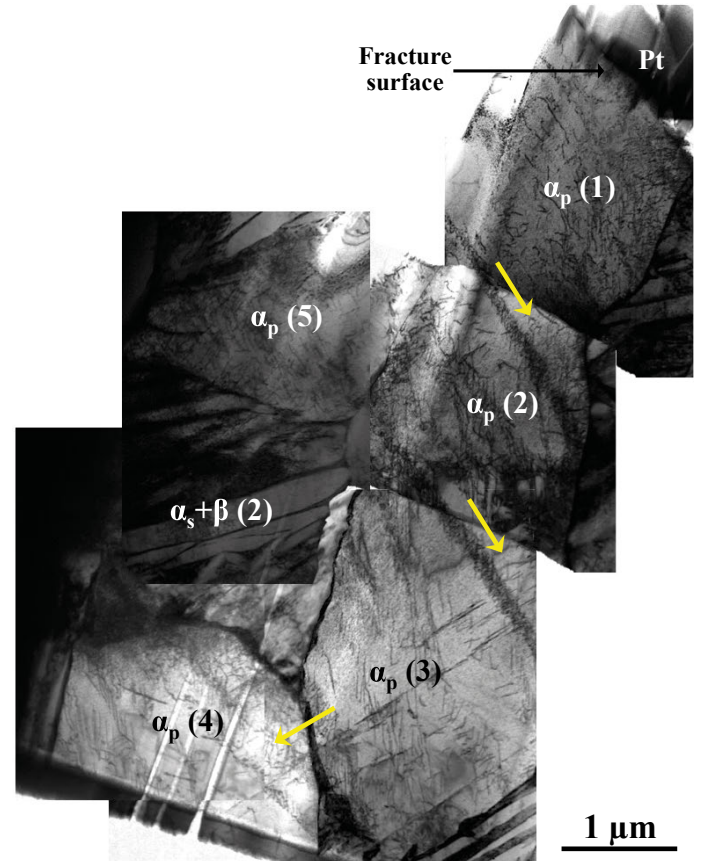 Fracture
surface
Pt
αp (1)
αp (5)
αp (2)
αs+β (2)
αp (3)
αp (4)
1 µm